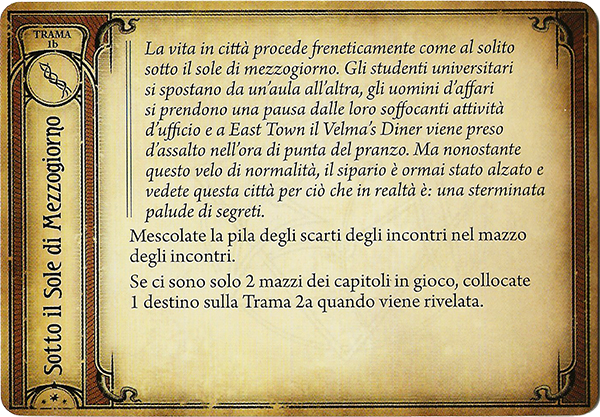 TRAMA
1b
Sotto il Sole di Mezzogiorno
La vita in città procede freneticamente come al solito
sotto il sole di mezzogiorno. Gli studenti universitari
si spostano da un'aula all'altra, gli uomini d'affari
si prendono una pausa dalle loro soffocanti attività
d'ufficio e a East Town il Velma's Diner viene preso
d'assalto nell'ora di punta del pranzo. Ma nonostante
questo velo di normalità, il sipario è ormai stato alzato e
vedete questa città per ciò che in realtà è: una sterminata
palude di segreti.
Mescolate la pila degli scarti degli incontri nel mazzo
degli incontri.
Se ci sono solo 2 mazzi dei capitoli in gioco, collocate
1 destino sulla Trama 2a quando viene rivelata.